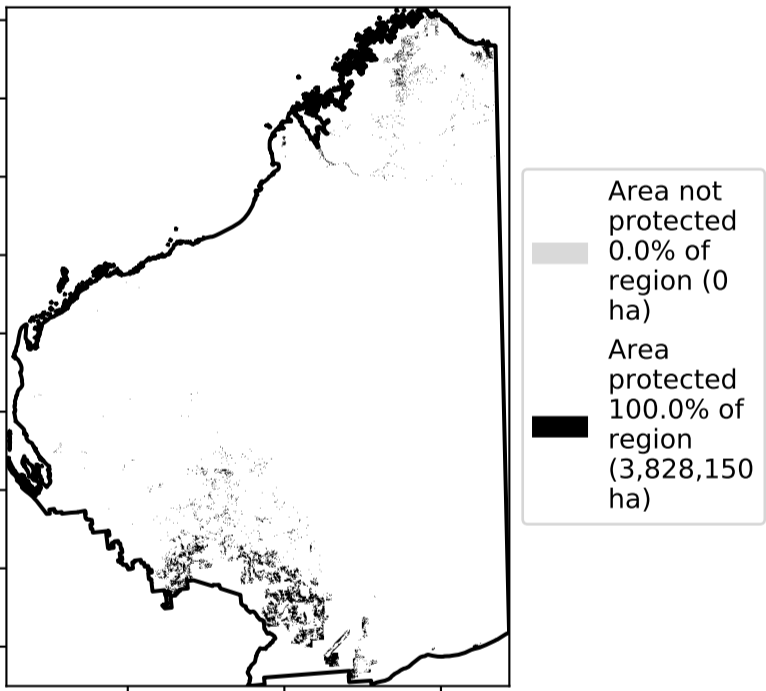 Area not
protected
0.0% of
region (0
ha)
Area
protected
100.0% of
region
(3,828,150
ha)